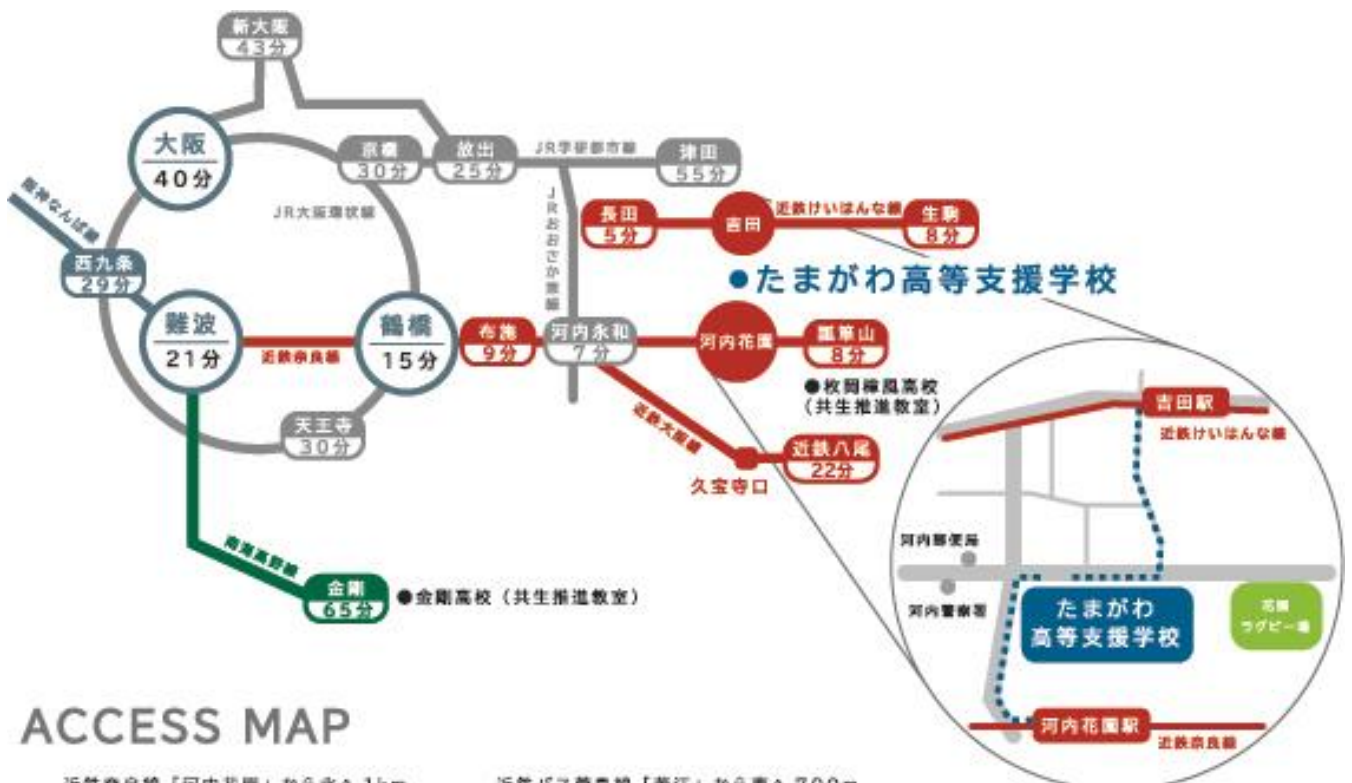 新大阪
43分
大阪
40分
京橋
30分
放出
25分
JR学研都市線
津田
55分
阪神なんば線
JR大阪環状線
JRおおさか東線
長田
5分
吉田
近鉄けいはんな線
生駒
8分
西九条
29分
●たまがわ高等支援学校
難波
21分
近鉄奈良線
鶴橋
15分
布施
9分
河内永和
7分
河内花園
瓢箪山
8分
●枚岡樟風高校
(共生推進教室)
天王寺
30分
近鉄大阪線
近鉄八尾
22分
久宝寺口
南海高野線
金剛
65分
●金剛高校(共生推進教室)
吉田駅
近鉄けいはんな線
河内郵便局
河内警察署
たまがわ
高等支援学校
花園
ラグビー場
河内花園駅
近鉄奈良線
ACCESS MAP